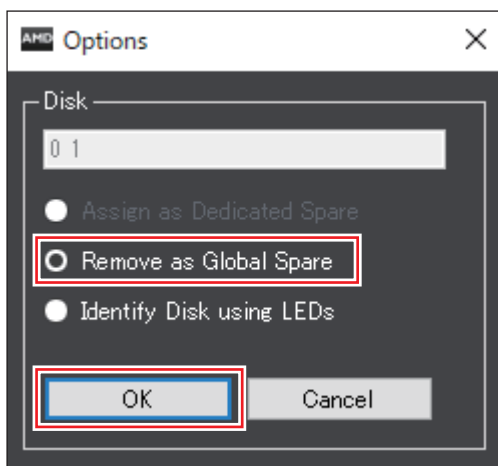 AMD Options
Disk
0 1
Assign as Dedicated Spare
Remove as Global Spare
Identify Disk using LEDs
OK Cancel